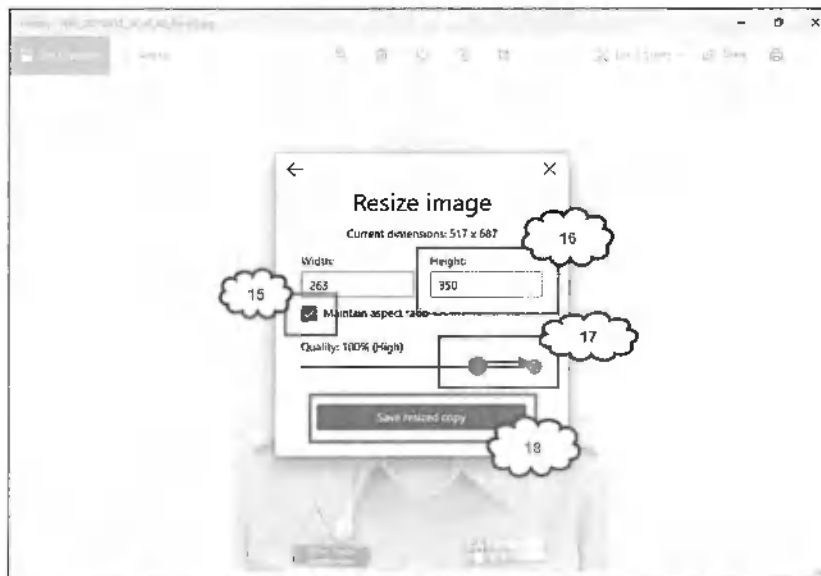 Resize image
Current dimensions: 517 x 687
16
Width:
Height:
15
263
350
Maintain aspect ratio
17
Quality: 100% (High)
Save resized copy
18